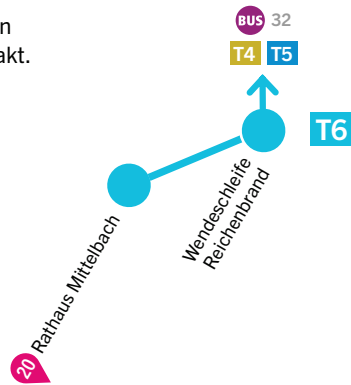 n
akt.
BUS 32
T4 T5
T6
Wendeschleife
Reichenbrand
Rathaus Mittelbach
20